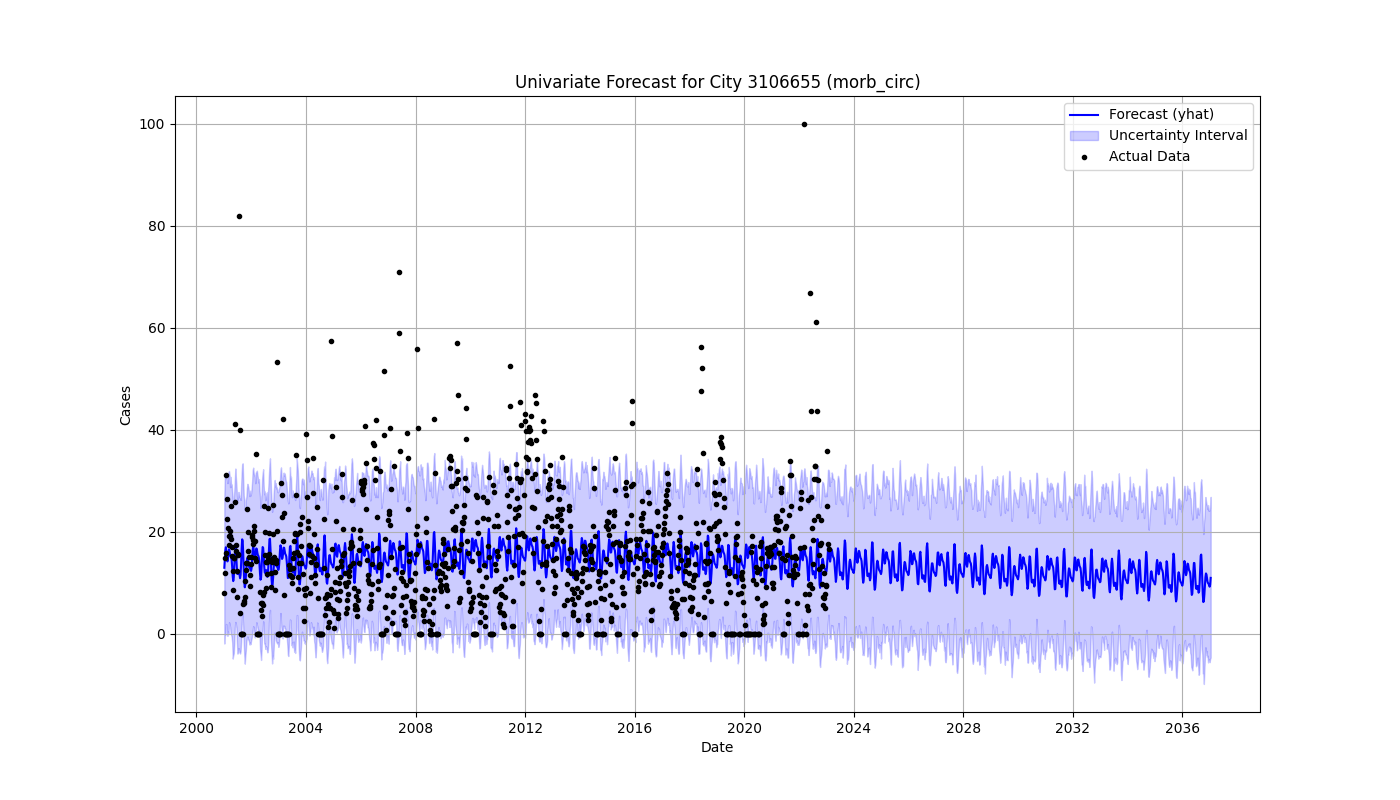 Univariate Forecast for City 3106655 (morb_circ)
Forecast (yhat)
Uncertainty Interval
Actual Data
Cases
100
80
60
40
20
0
2000 2004 2008 2012 2016 2020 2024 2028 2032 2036
Date